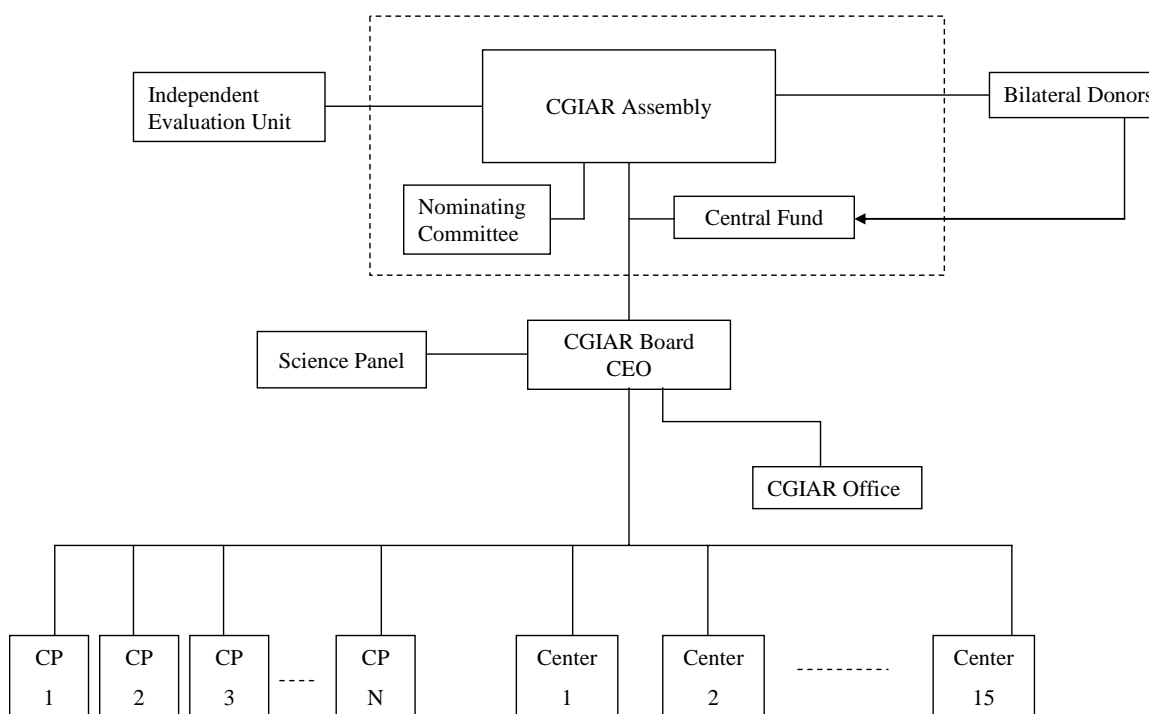 Independent
Evaluation Unit
CGIAR Assembly
Bilateral Donors
Nominating
Committee
Central Fund
Science Panel
CGIAR Board
CEO
CGIAR Office
CP
1
CP
2
CP
3
CP
N
Center
1
Center
2
Center
15